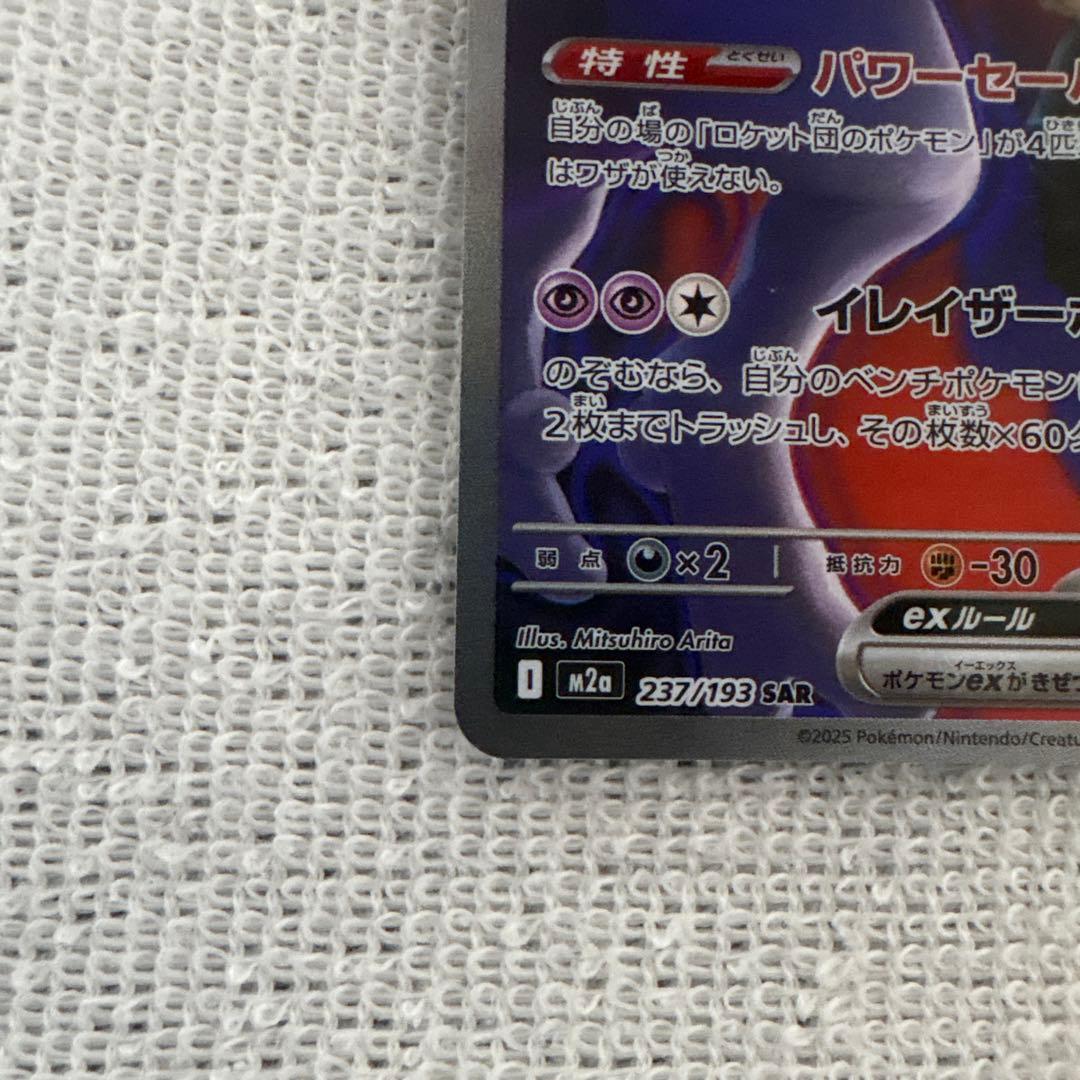 特性 とくせい パワーセール
じぶん ば だん ひき
自分の場の「ロケット団のポケモン」が4匹
つか
はワザが使えない。
イレイザーボ
じぶん
のぞむなら、自分のベンチポケモン
まい まいすう
2枚までトラッシュし、その枚数×60
弱点 ×2 抵抗力 -30
Illus. Mitsuhiro Arita
exルール
イーエックス
ポケモンexがきぜつ
I m2a 237/193 SAR
©2025 Pokémon/Nintendo/Creatu